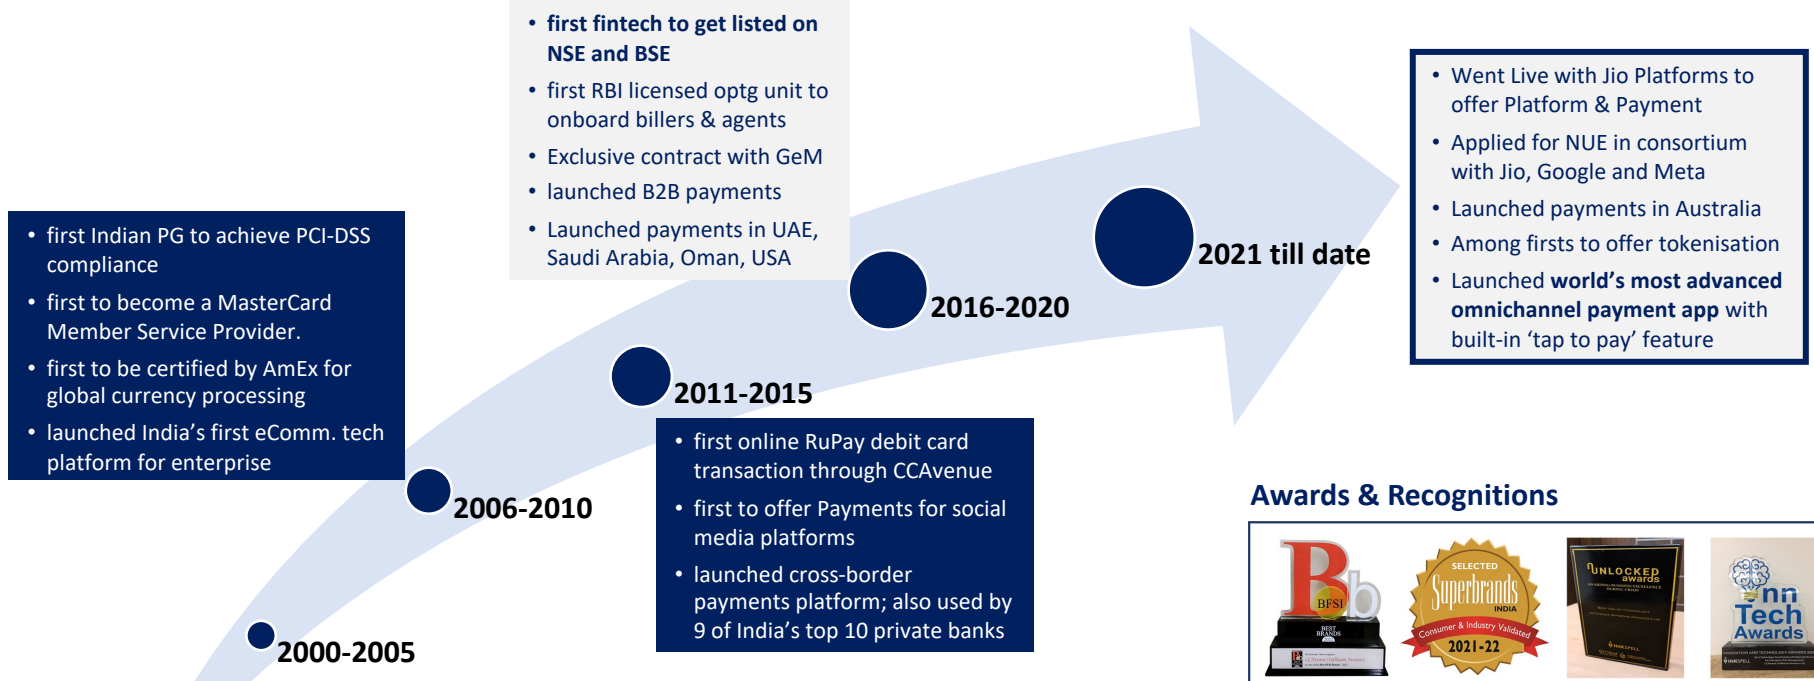 • first fintech to get listed on
NSE and BSE
• first RBI licensed optg unit to
onboard billers & agents
• Exclusive contract with GeM
• launched B2B payments
• Launched payments in UAE,
Saudi Arabia, Oman, USA
• Went Live with Jio Platforms to
offer Platform & Payment
• Applied for NUE in consortium
with Jio, Google and Meta
• Launched payments in Australia
• Among firsts to offer tokenisation
• Launched world’s most advanced
omnichannel payment app with
built-in ‘tap to pay’ feature
• first Indian PG to achieve PCI-DSS
compliance
• first to become a MasterCard
Member Service Provider.
• first to be certified by AmEx for
global currency processing
• launched India’s first eComm. tech
platform for enterprise
2021 till date
2016-2020
2011-2015
• first online RuPay debit card
transaction through CCAvenue
• first to offer Payments for social
media platforms
• launched cross-border
payments platform; also used by
9 of India’s top 10 private banks
2006-2010
2000-2005
Awards & Recognitions
Bb
BFSI
BEST
BRANDS
SELECTED
Superbrands
INDIA
Consumer & Industry Validated
2021-22
UNLOCKED
awards
INKSPELL
Inn
Tech
Awards
INKSPELL